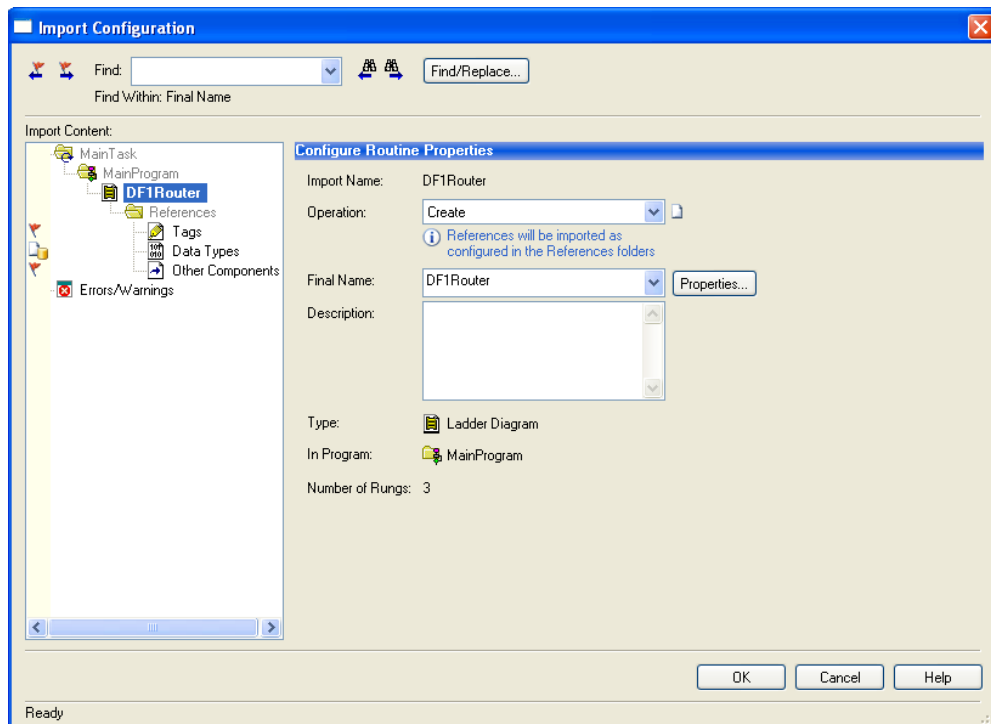 Import Configuration
Find:
Find/Replace...
Find Within: Final Name
Import Content:
MainTask
MainProgram
DF1Router
References
Tags
Data Types
Other Components
Errors/Warnings
Configure Routine Properties
Import Name: DF1Router
Operation: Create
References will be imported as
configured in the References folders
Final Name: DF1Router Properties...
Description:
Type: Ladder Diagram
In Program: MainProgram
Number of Rungs: 3
OK Cancel Help
Ready